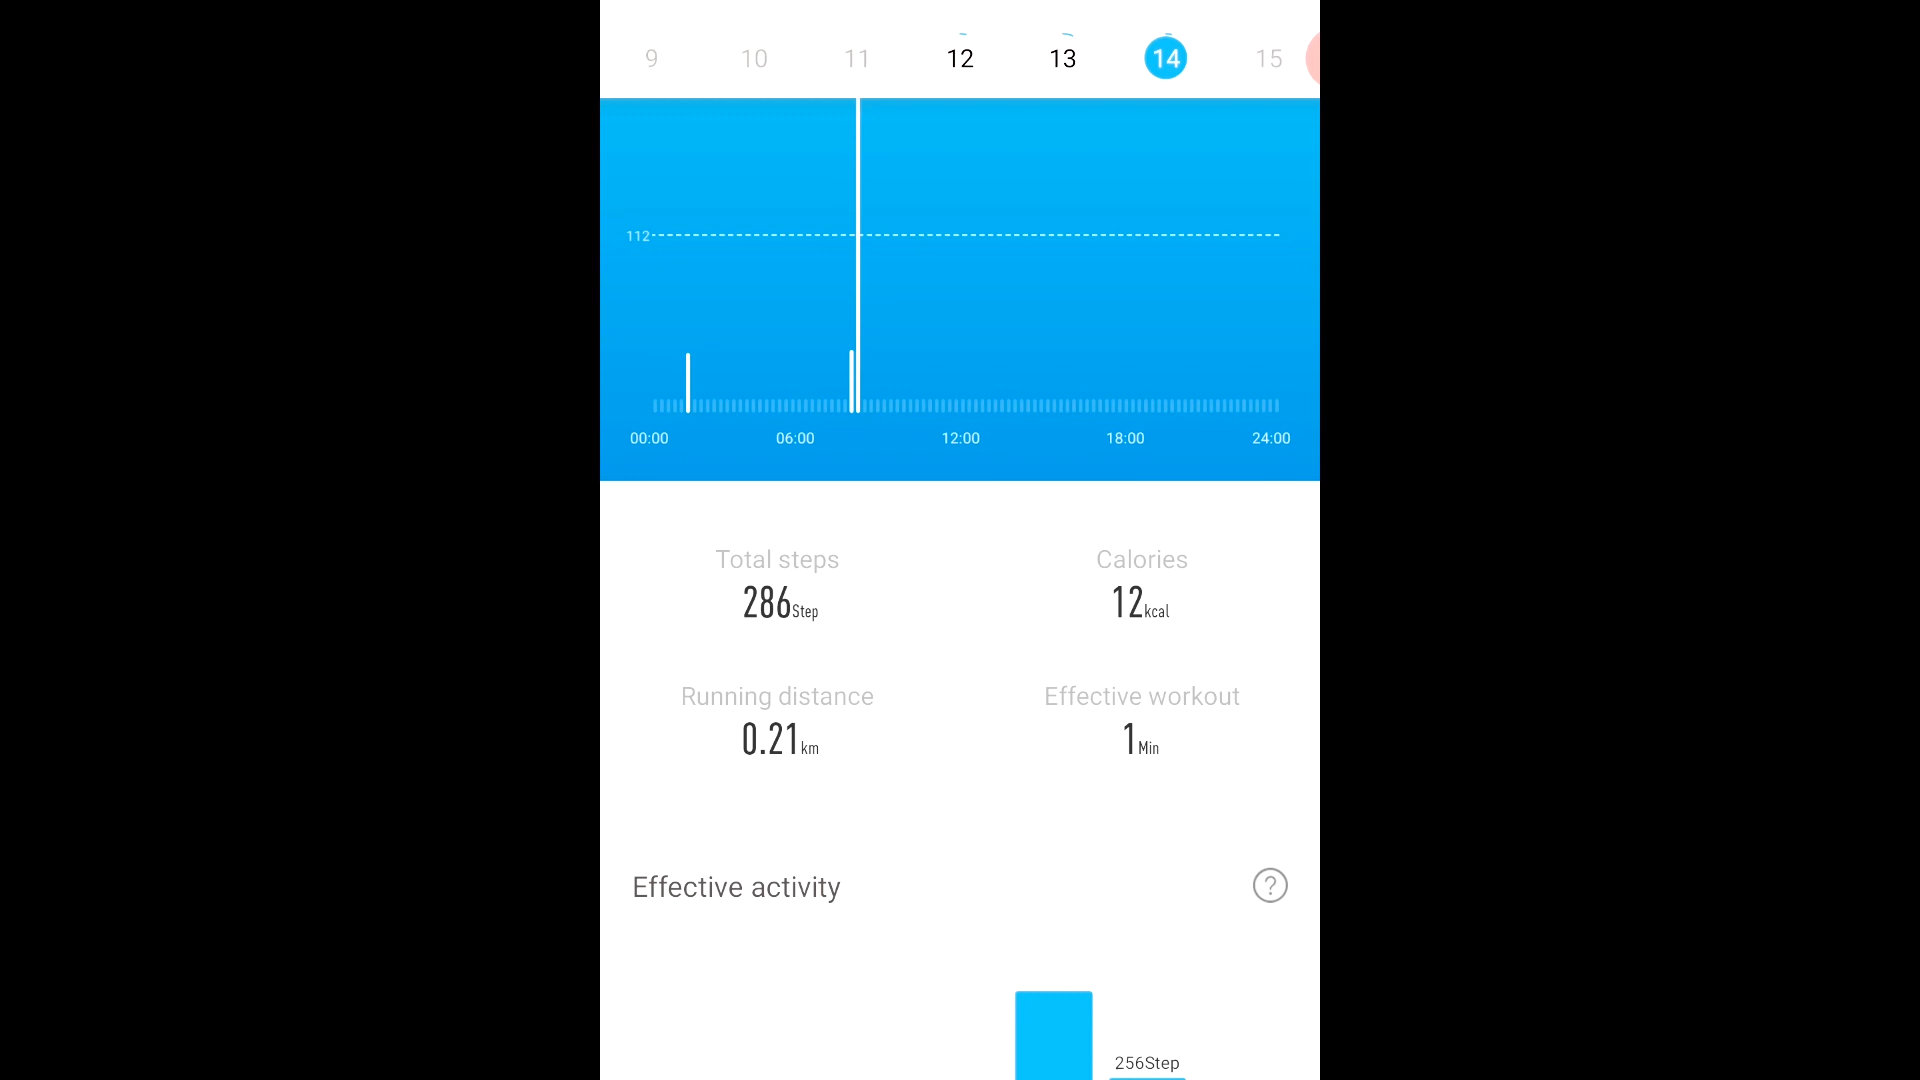 9 10 11 12 13 14 15
112
00:00 06:00 12:00 18:00 24:00
Total steps Calories
286Step 12kcal
Running distance Effective workout
0.21km 1Min
Effective activity ?
256Step